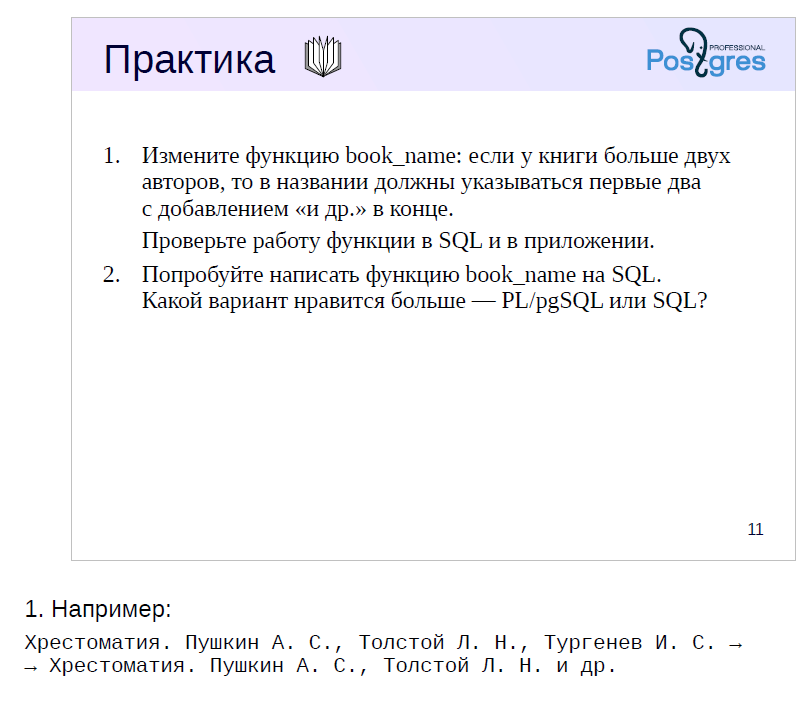 Практика
PROFESSIONAL
Postgres
1. Измените функцию book_name: если у книги больше двух
авторов, то в названии должны указываться первые два
с добавлением «и др.» в конце.
Проверьте работу функции в SQL и в приложении.
2. Попробуйте написать функцию book_name на SQL.
Какой вариант нравится больше — PL/pgSQL или SQL?
11
1. Например:
Хрестоматия. Пушкин А. С., Толстой Л. Н., Тургенев И. С. →
→ Хрестоматия. Пушкин А. С., Толстой Л. Н. и др.